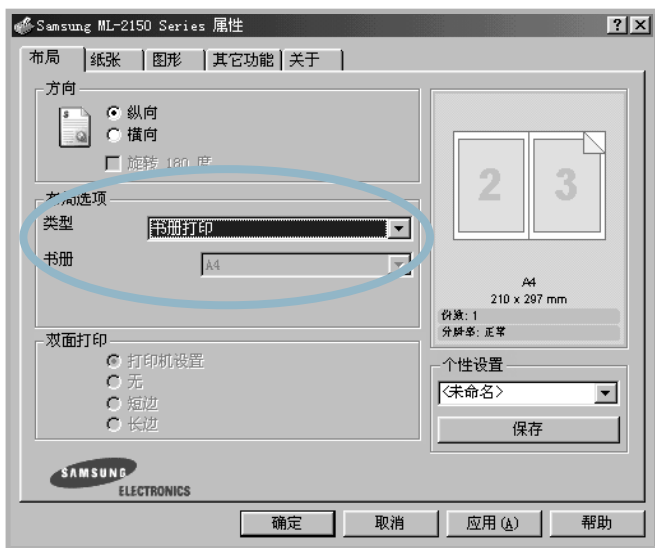 Samsung ML-2150 Series 属性
布局 纸张 图形 其它功能 关于
方向
纵向
横向
旋转 180 度
布局选项
类型 书册打印
书册 A4
双面打印
打印机设置
无
短边
长边
SAMSUNG
ELECTRONICS
2 3
A4
210 x 297 mm
份数: 1
分辨率: 正常
个性设置
<未命名>
保存
确定 取消 应用(A) 帮助